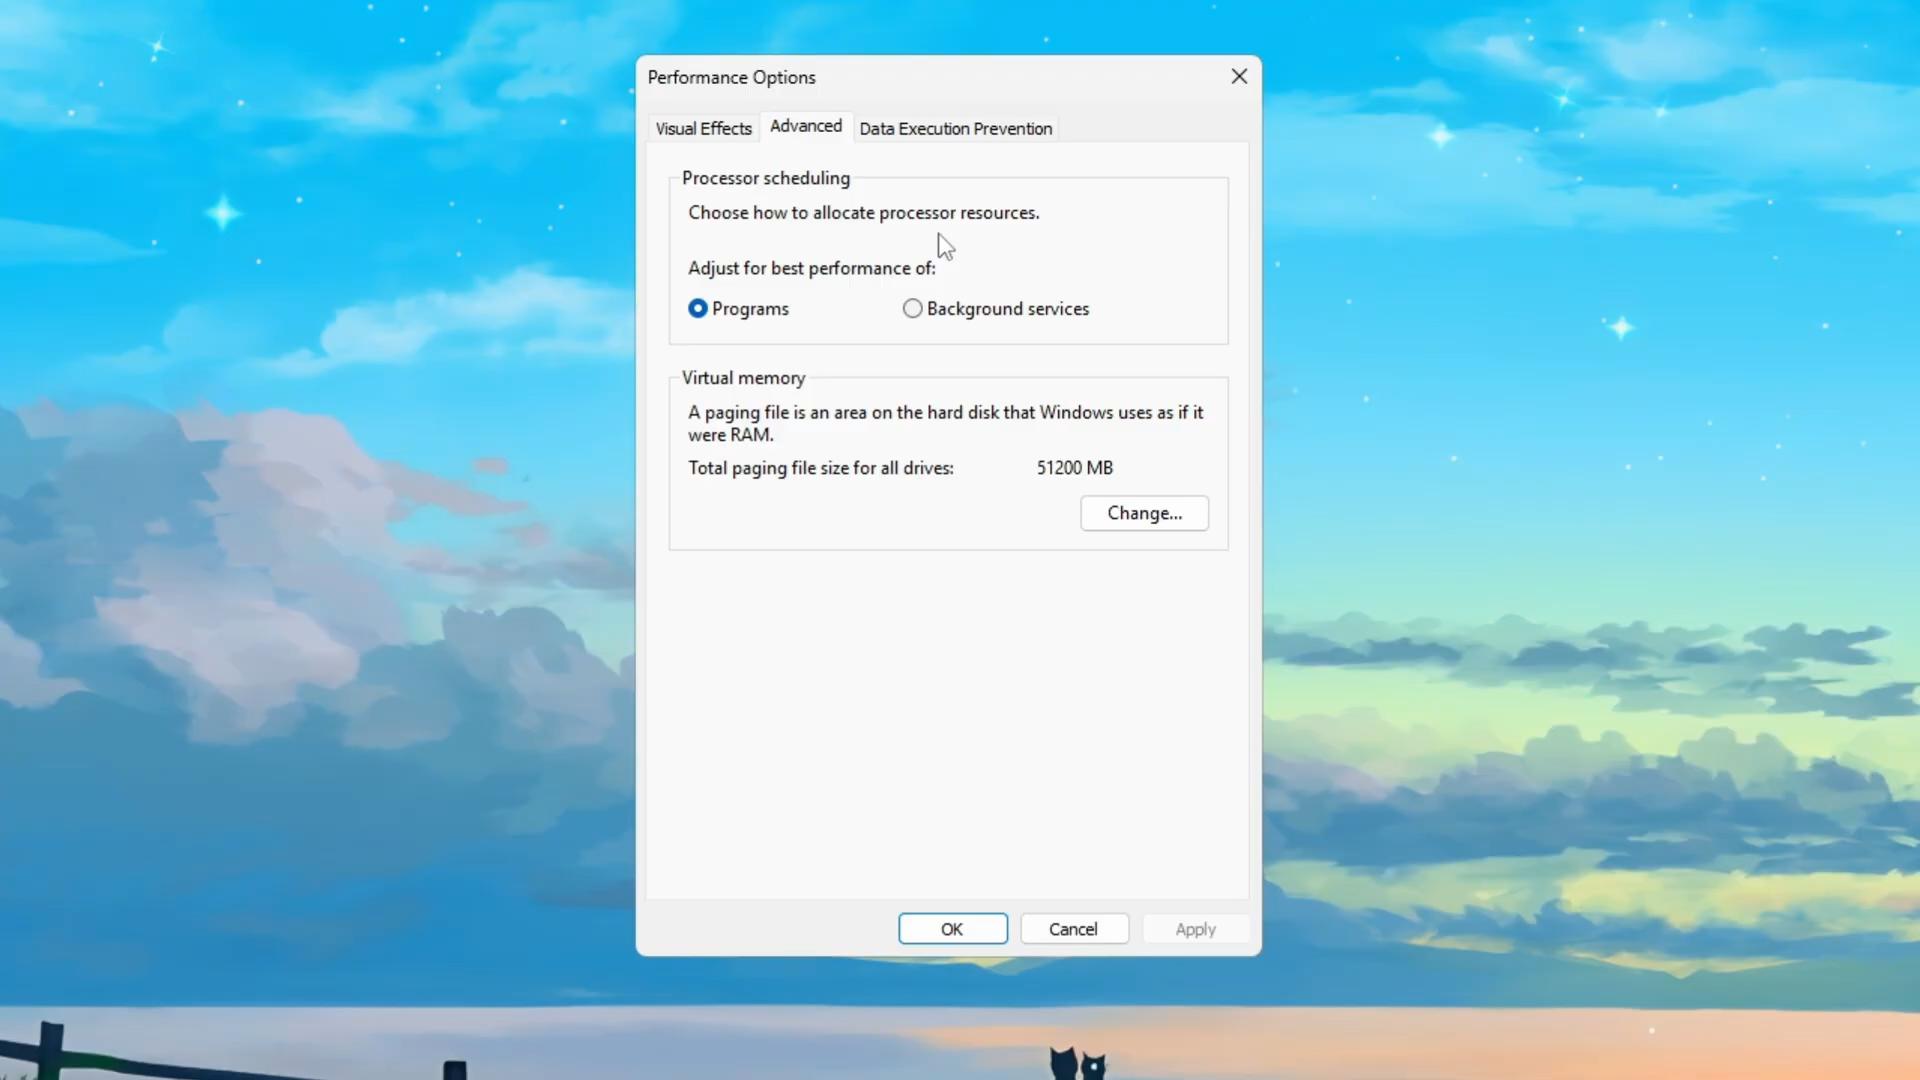 Performance Options
Visual Effects
Advanced
Data Execution Prevention
Processor scheduling
Choose how to allocate processor resources.
Adjust for best performance of:
Programs
Background services
Virtual memory
A paging file is an area on the hard disk that Windows uses as if it
were RAM.
Total paging file size for all drives:
51200 MB
Change...
OK
Cancel
Apply